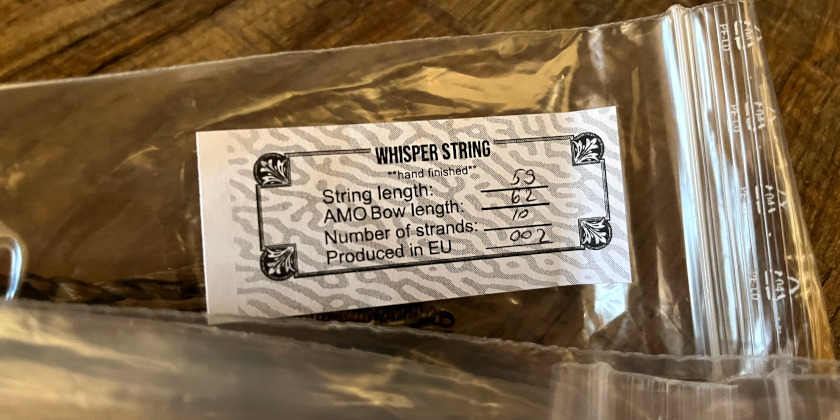 WHISPER STRING
**hand finished**
String length: 59
AMO Bow length: 62
Number of strands: 10
Produced in EU 002